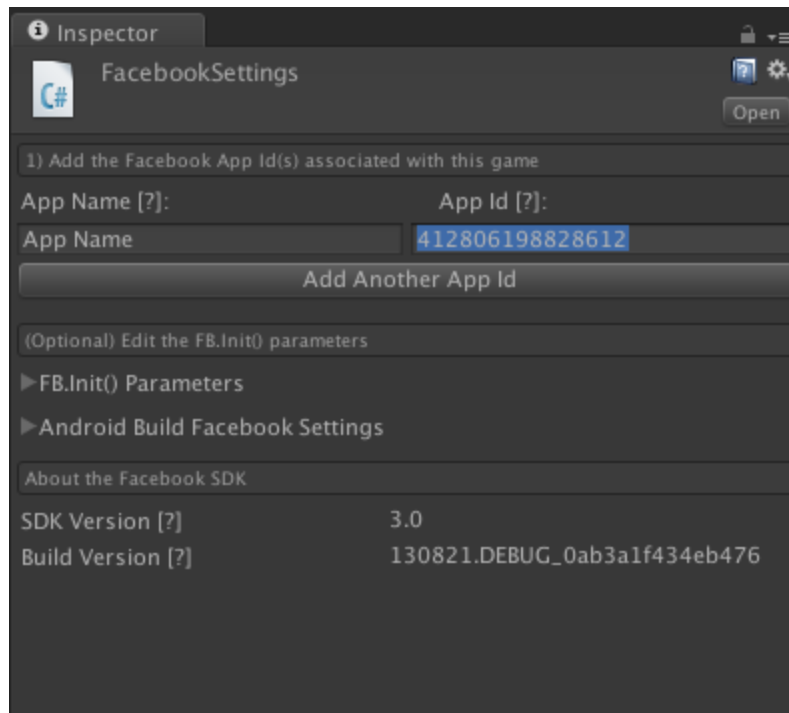 Inspector
FacebookSettings
C#
Open
1) Add the Facebook App Id(s) associated with this game
App Name [?]: App Id [?]:
App Name 412806198828612
Add Another App Id
(Optional) Edit the FB.Init() parameters
FB.Init() Parameters
Android Build Facebook Settings
About the Facebook SDK
SDK Version [?] 3.0
Build Version [?] 130821.DEBUG_0ab3a1f434eb476